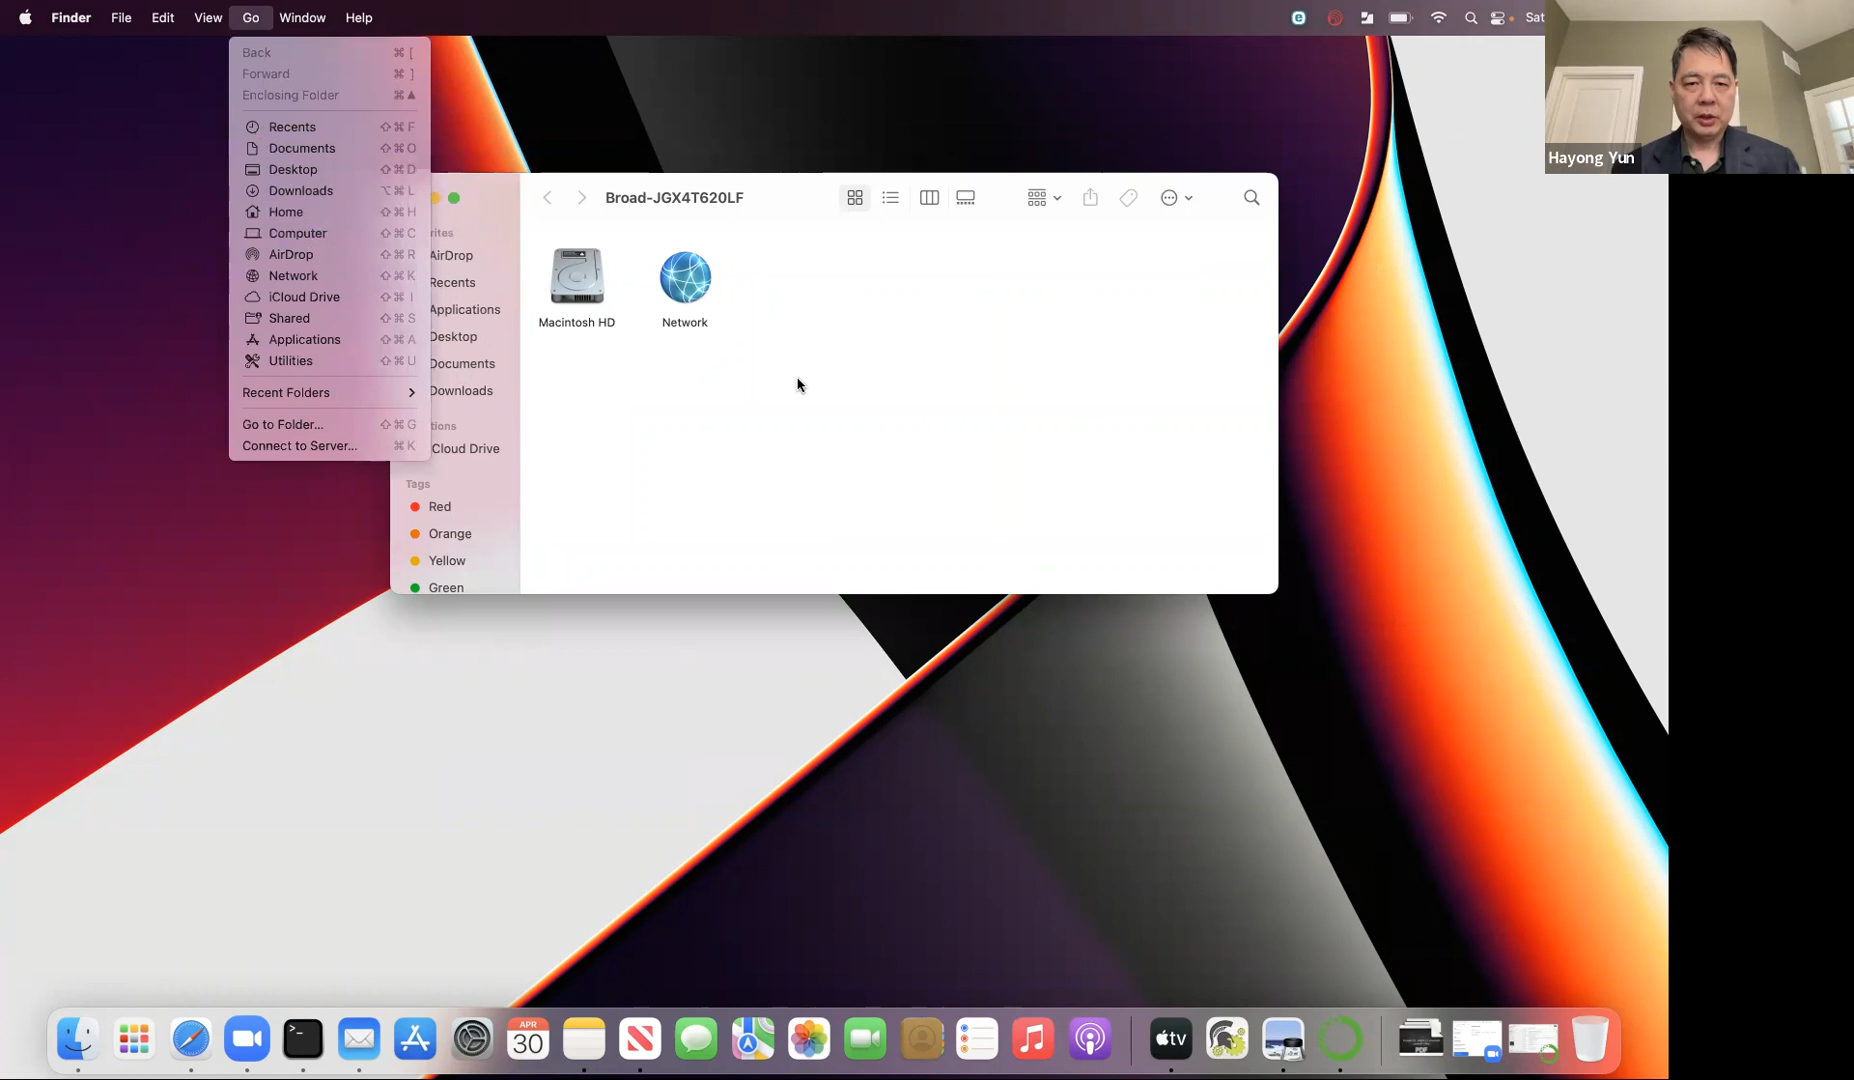 Finder File Edit View Go Window Help
Sat
Hayong Yun
Back ⌘ [
Forward ⌘ ]
Enclosing Folder ⌘▲
Recents ⇧⌘F
Documents ⇧⌘O
Desktop ⇧⌘D
Downloads ⌥⌘L
Home ⇧⌘H
Computer ⇧⌘C
AirDrop ⇧⌘R
Network ⇧⌘K
iCloud Drive ⇧⌘I
Shared ⇧⌘S
Applications ⇧⌘A
Utilities ⇧⌘U
Recent Folders
Go to Folder... ⇧⌘G
Connect to Server... ⌘K
rites
AirDrop
Recents
Applications
Desktop
Documents
Downloads
tions
Cloud Drive
Tags
Red
Orange
Yellow
Green
Broad-JGX4T620LF
Macintosh HD
Network
APR
30
tv
PDF